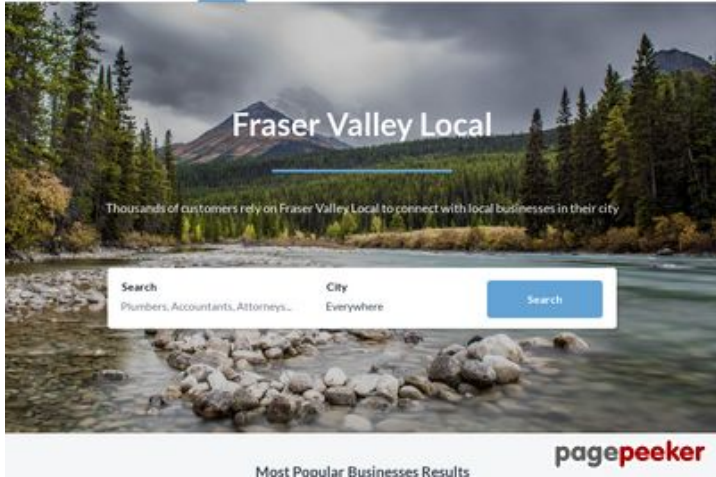 Fraser Valley Local
Thousands of customers rely on Fraser Valley Local to connect with local businesses in their city
Search
City
Plumbers, Accountants, Attorneys...
Everywhere
Search
Most Popular Businesses Results
pagepeeker